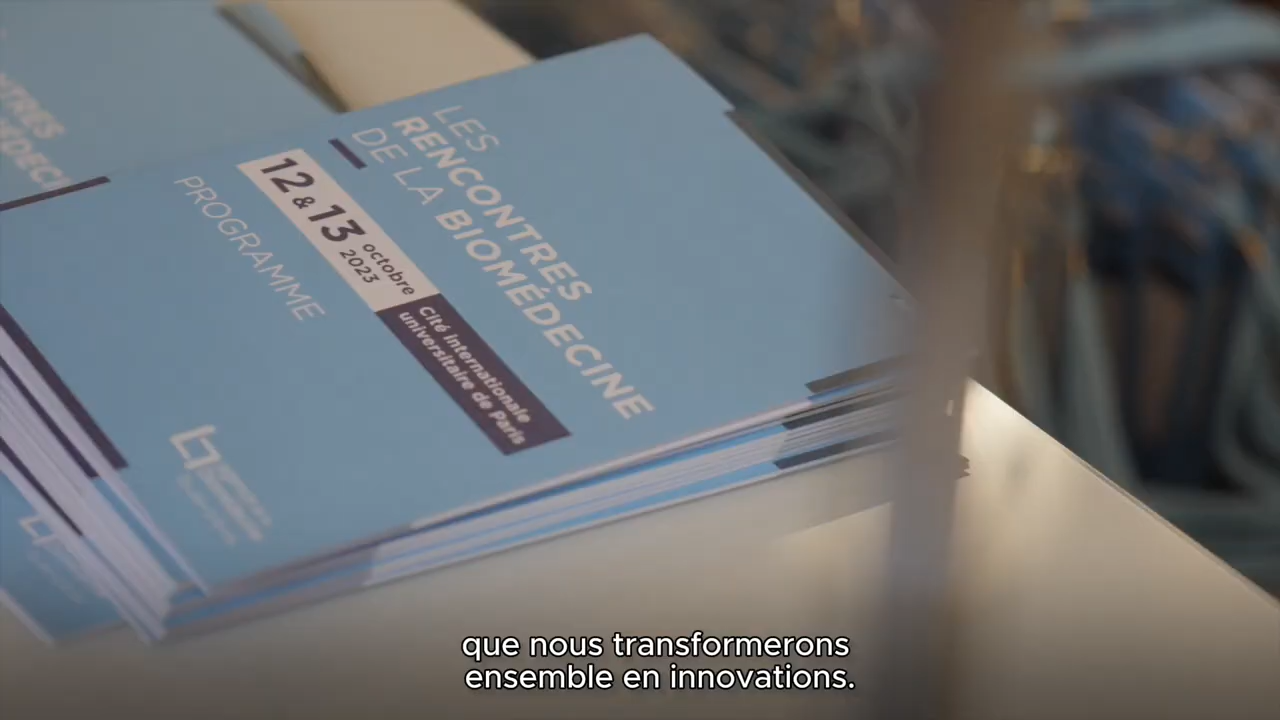 LES
RENCONTRES
DE LA BIOMÉDECINE
12 & 13 octobre
2023
Cité internationale
universitaire de Paris
PROGRAMME
que nous transformerons
ensemble en innovations.